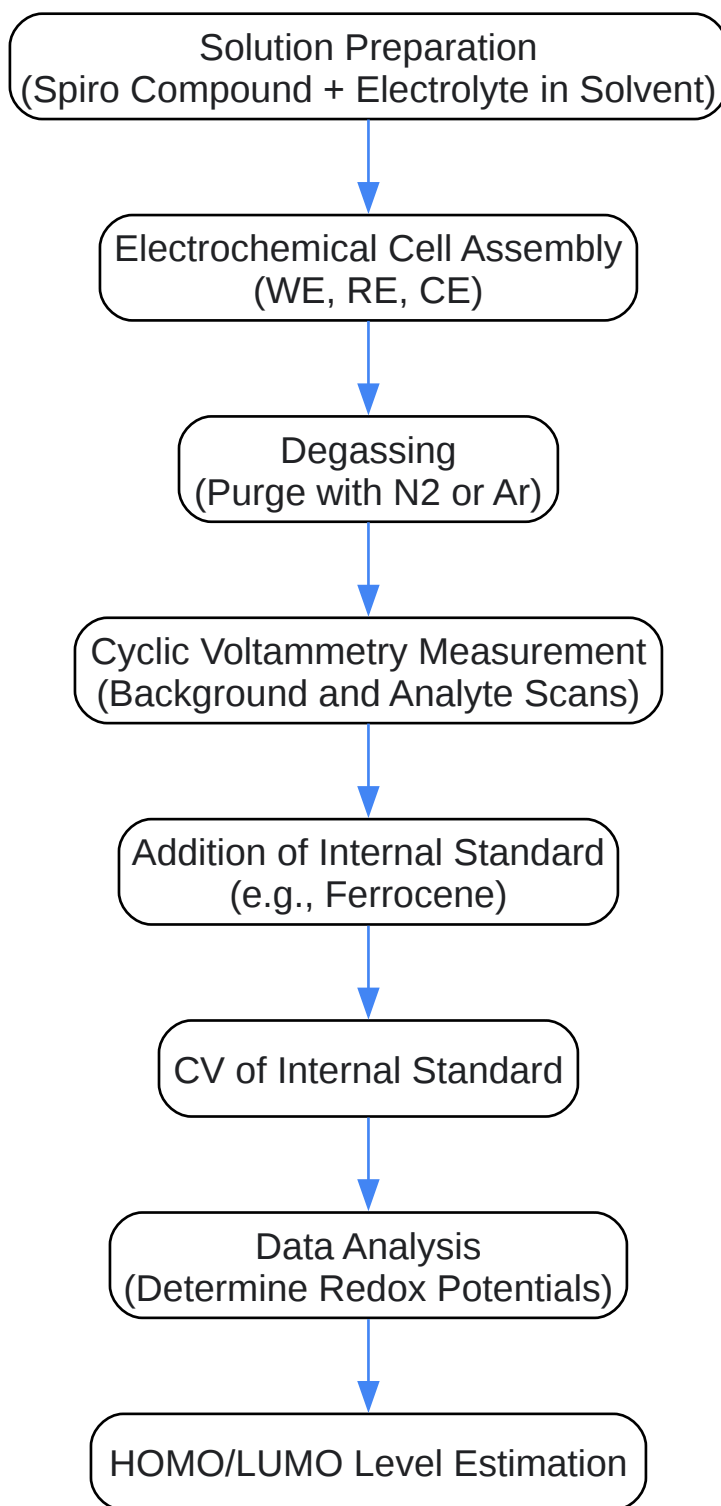 Solution Preparation
(Spiro Compound + Electrolyte in Solvent)
Electrochemical Cell Assembly
(WE, RE, CE)
Degassing
(Purge with N2 or Ar)
Cyclic Voltammetry Measurement
(Background and Analyte Scans)
Addition of Internal Standard
(e.g., Ferrocene)
CV of Internal Standard
Data Analysis
(Determine Redox Potentials)
HOMO/LUMO Level Estimation